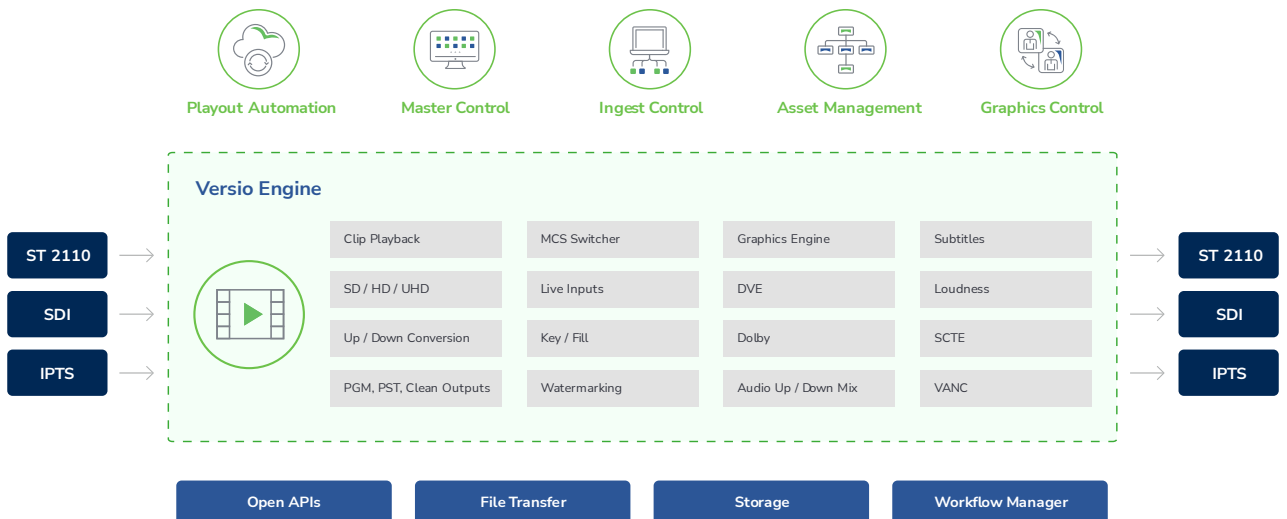 Playout Automation
Master Control
Ingest Control
Asset Management
Graphics Control
Versio Engine
Clip Playback
MCS Switcher
Graphics Engine
Subtitles
ST 2110
ST 2110
SD / HD / UHD
Live Inputs
DVE
Loudness
SDI
SDI
Up / Down Conversion
Key / Fill
Dolby
SCTE
IPTS
IPTS
PGM, PST, Clean Outputs
Watermarking
Audio Up / Down Mix
VANC
Open APIs
File Transfer
Storage
Workflow Manager